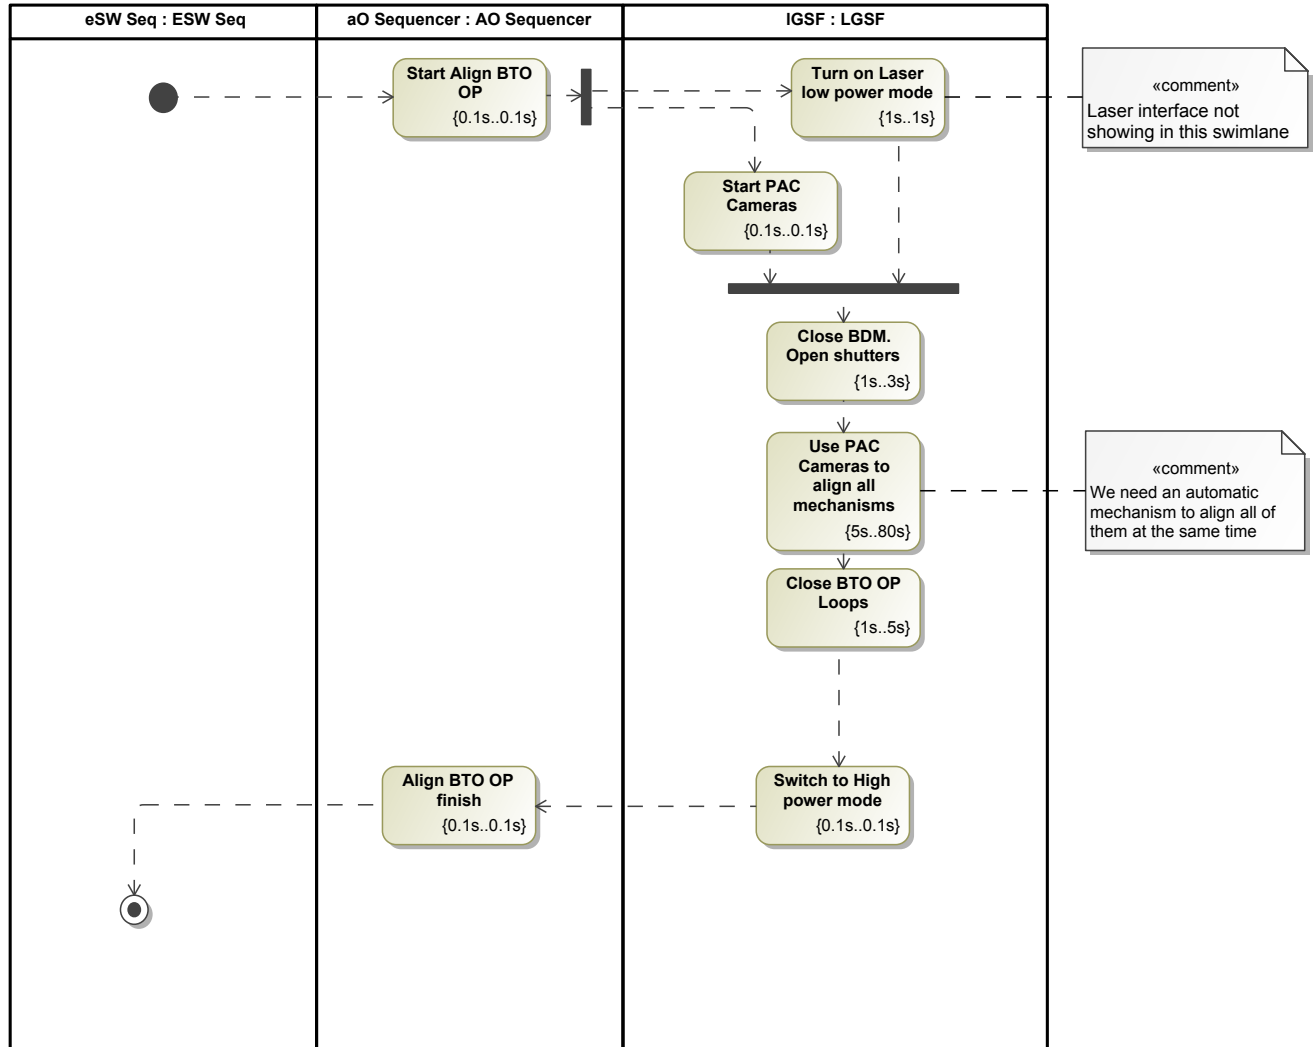 eSW Seq : ESW Seq
aO Sequencer : AO Sequencer
lGSF : LGSF
Start Align BTO
OP
{0.1s..0.1s}
Turn on Laser
low power mode
{1s..1s}
«comment»
Laser interface not
showing in this swimlane
Start PAC
Cameras
{0.1s..0.1s}
Close BDM.
Open shutters
{1s..3s}
Use PAC
Cameras to
align all
mechanisms
{5s..80s}
«comment»
We need an automatic
mechanism to align all of
them at the same time
Close BTO OP
Loops
{1s..5s}
Align BTO OP
finish
{0.1s..0.1s}
Switch to High
power mode
{0.1s..0.1s}